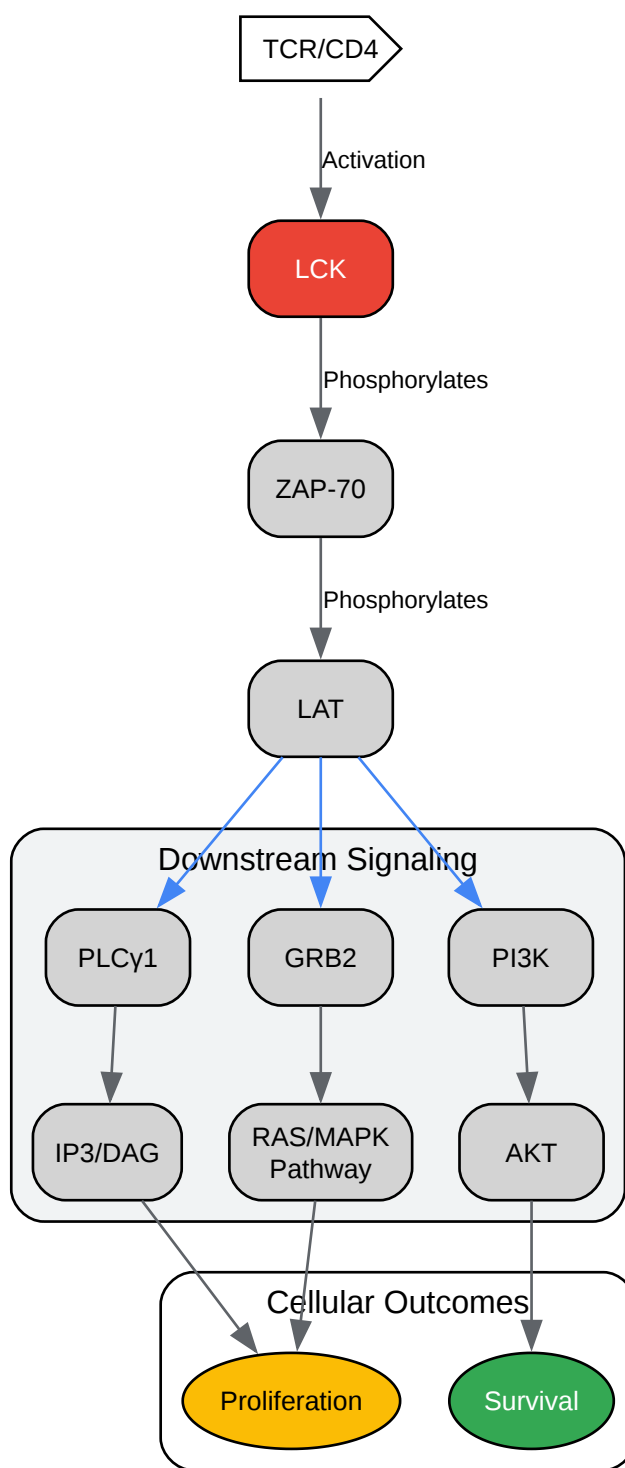 TCR/CD4
Activation
LCK
Phosphorylates
ZAP-70
Phosphorylates
LAT
Downstream Signaling
PLCγ1
GRB2
PI3K
IP3/DAG
RAS/MAPK
Pathway
AKT
Cellular Outcomes
Proliferation
Survival